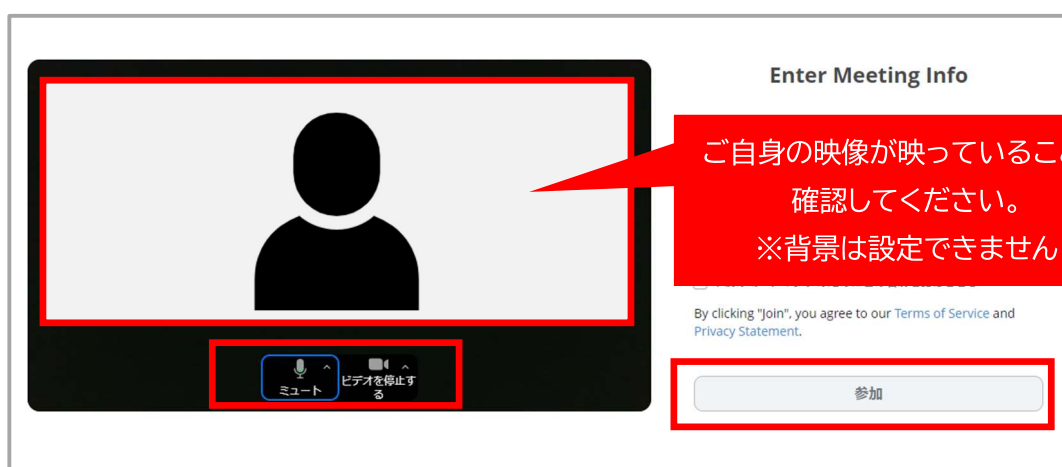 Enter Meeting Info
ご自身の映像が映っているこ
確認してください。
※背景は設定できません
By clicking "Join", you agree to our Terms of Service and
Privacy Statement.
ミュート
ビデオを停止す
る
参加